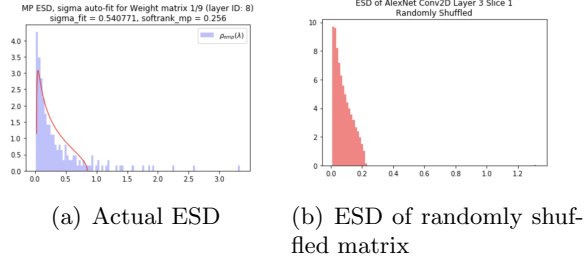 MP ESD, sigma auto-fit for Weight matrix 1/9 (layer ID: 8)
sigma_fit = 0.540771, softrank_mp = 0.256
ρemp(λ)
4.0
3.5
3.0
2.5
2.0
1.5
1.0
0.5
0.0
0.0 0.5 1.0 1.5 2.0 2.5 3.0
(a) Actual ESD
ESD of AlexNet Conv2D Layer 3 Slice 1
Randomly Shuffled
10
8
6
4
2
0
0.0 0.2 0.4 0.6 0.8 1.0 1.2 1.4
(b) ESD of randomly shuf-
fled matrix